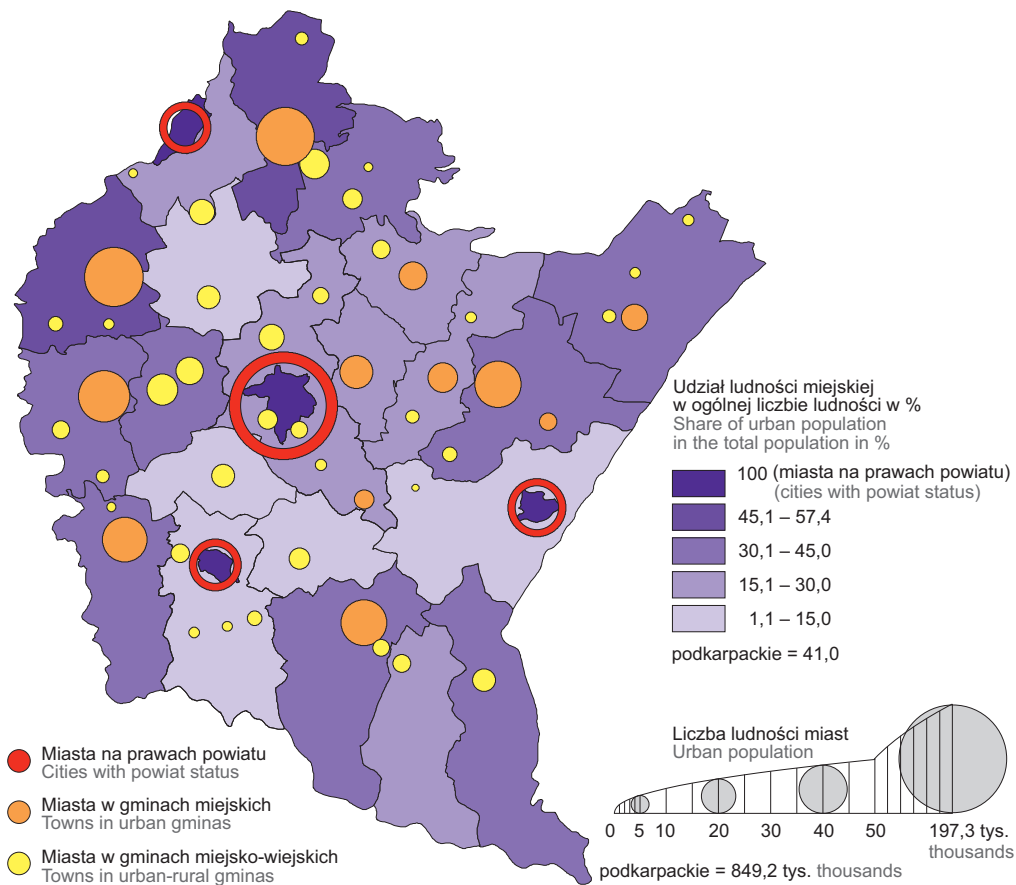 Udział ludności miejskiej
w ogólnej liczbie ludności w %
Share of urban population
in the total population in %
100 (miasta na prawach powiatu)
(cities with powiat status)
45,1 – 57,4
30,1 – 45,0
15,1 – 30,0
1,1 – 15,0
podkarpackie = 41,0
Liczba ludności miast
Urban population
0 5 10 20 30 40 50 197,3 tys.
thousands
podkarpackie = 849,2 tys. thousands
Miasta na prawach powiatu
Cities with powiat status
Miasta w gminach miejskich
Towns in urban gminas
Miasta w gminach miejsko-wiejskich
Towns in urban-rural gminas